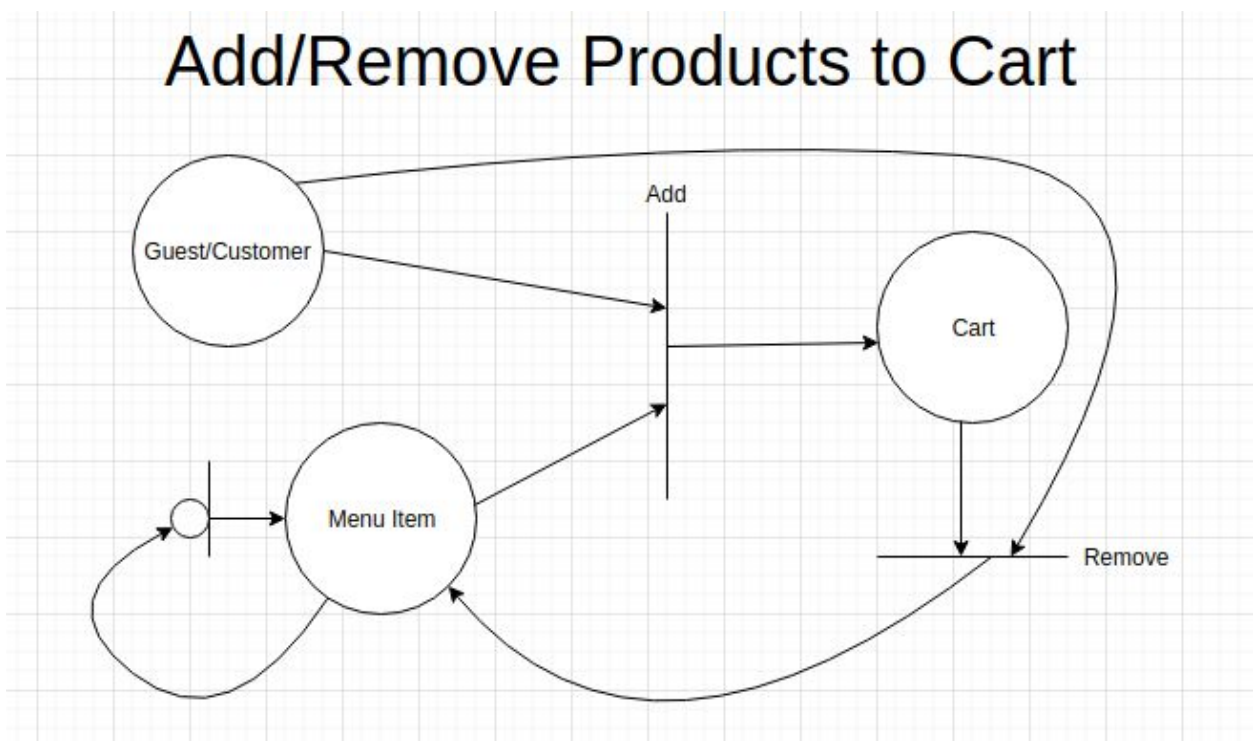 Add/Remove Products to Cart
Add
Guest/Customer
Cart
Menu Item
Remove